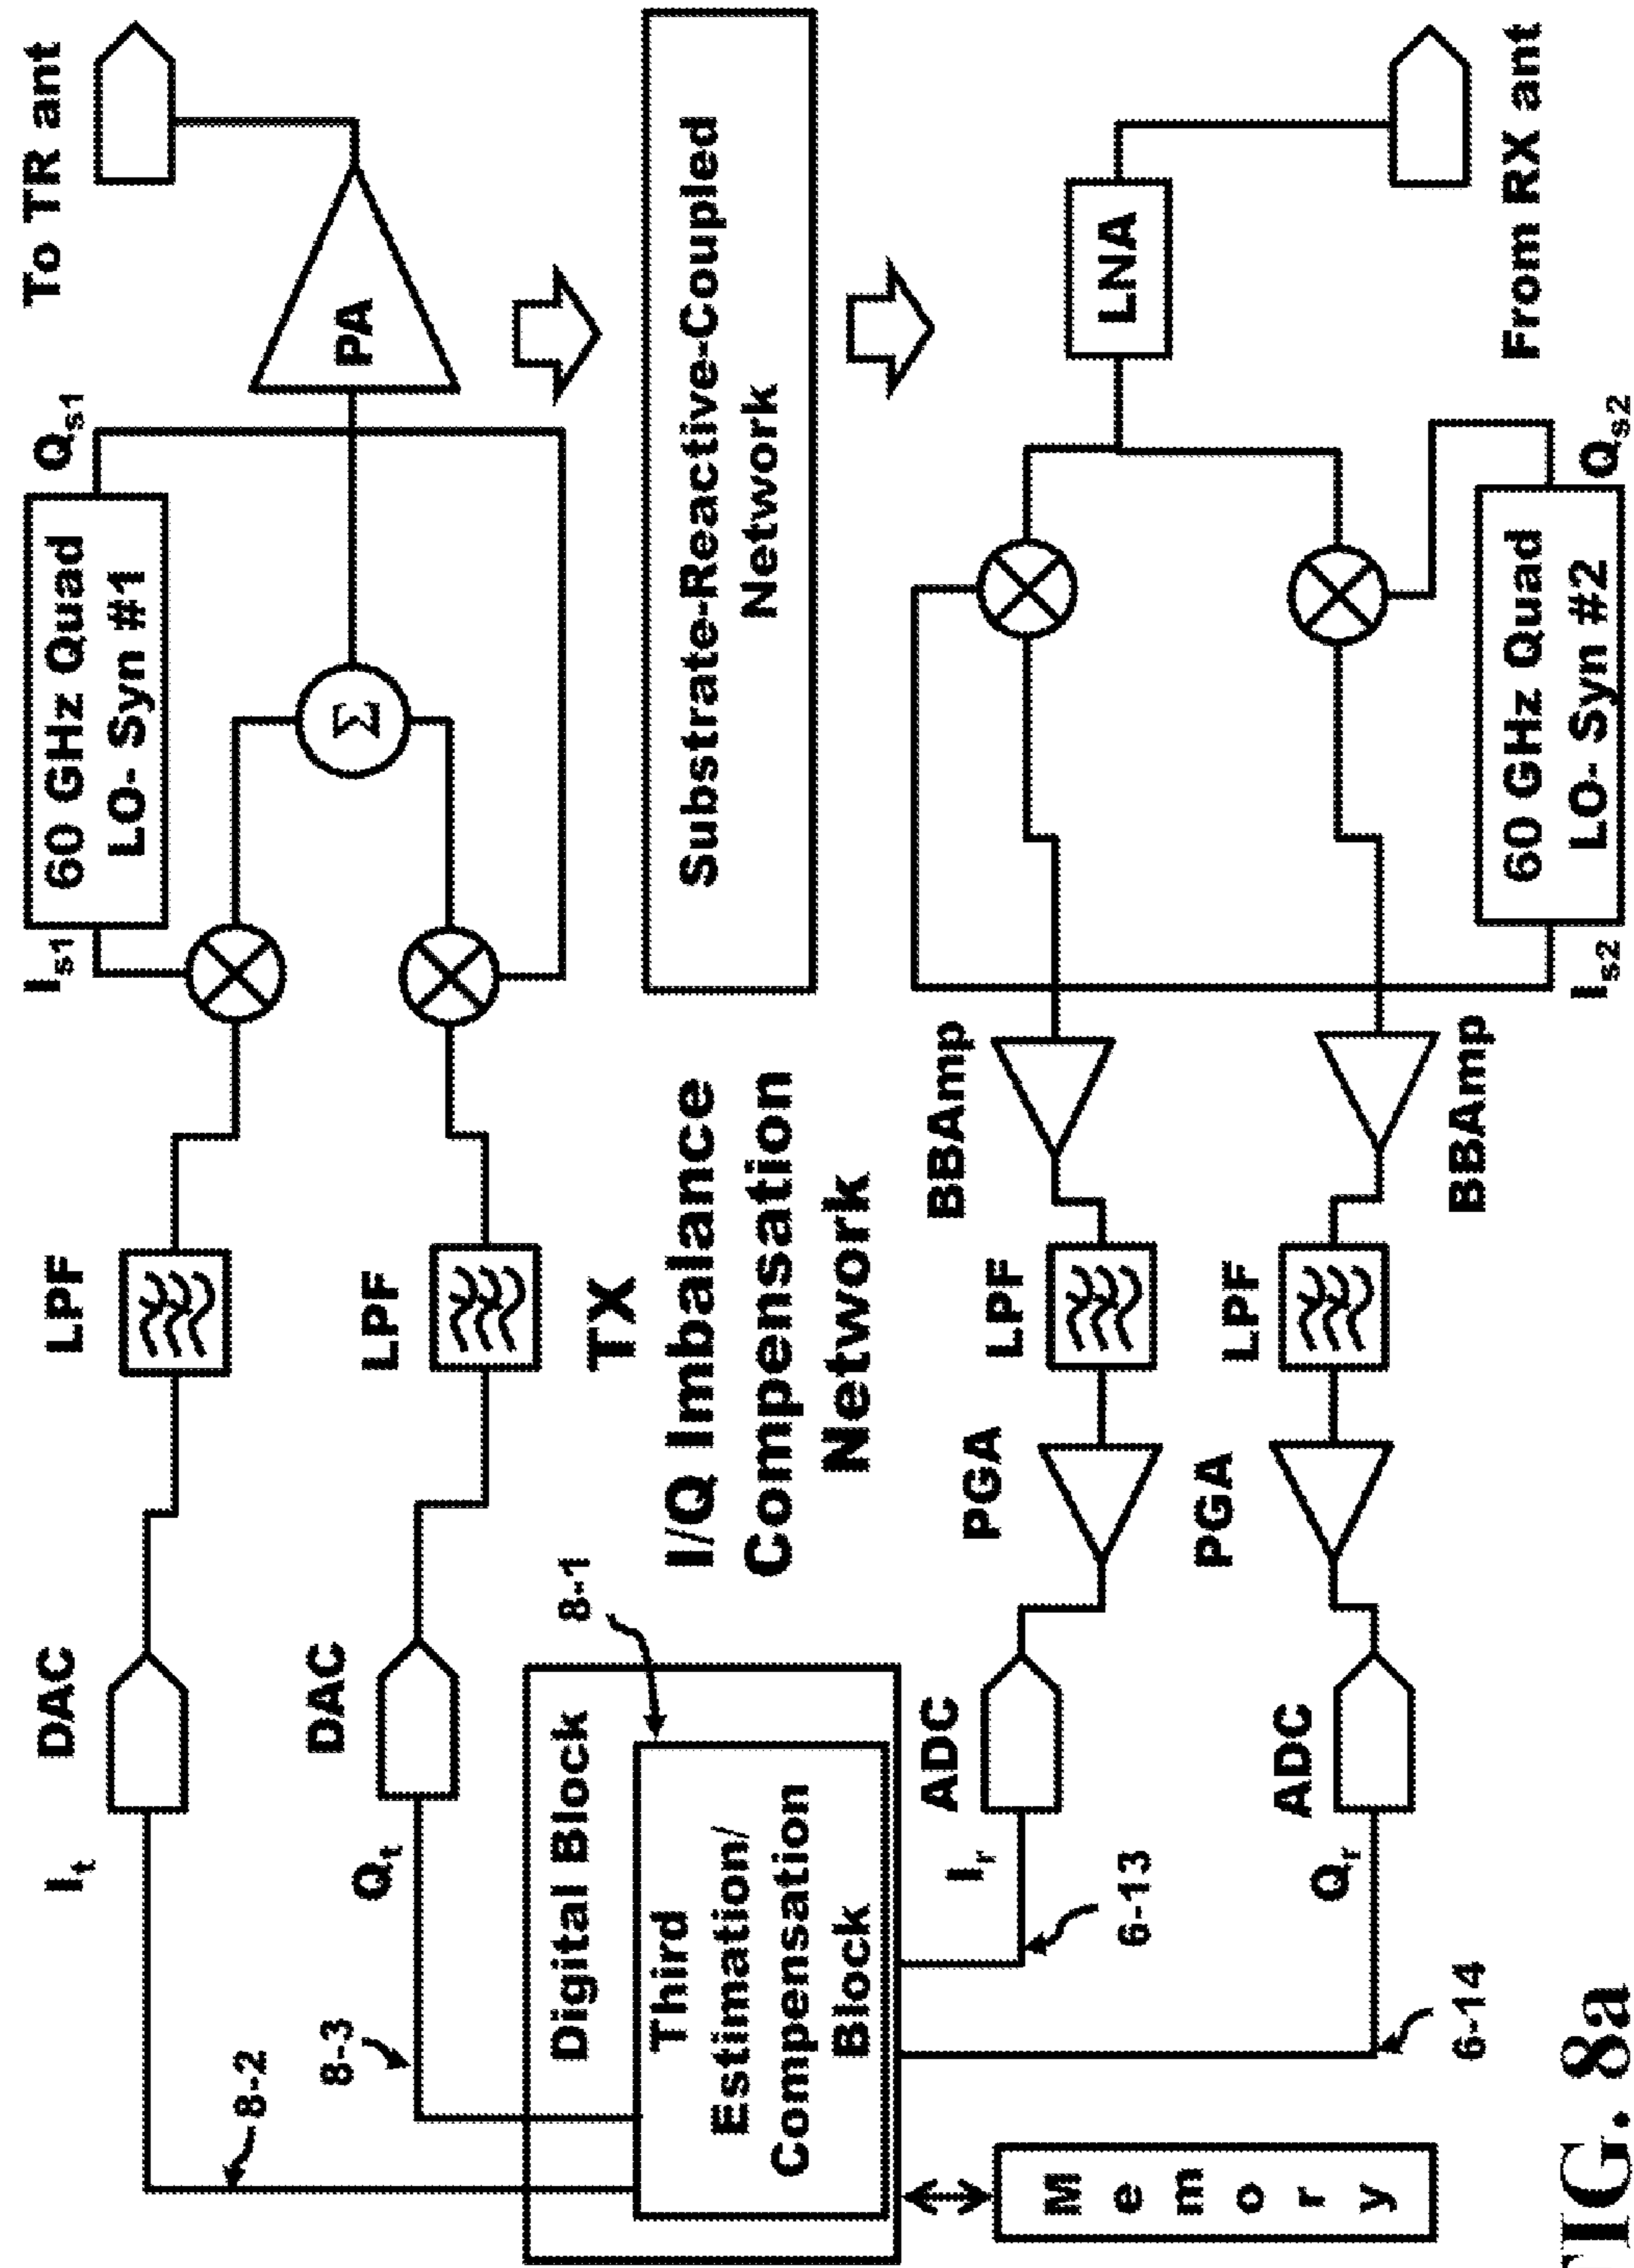 To TR ant
60 GHz Quad
LO- Syn #1
I_s1
Q_s1
PA
Σ
LPF
LPF
DAC
DAC
I_t
Q_t
8-2
8-3
Substrate-Reactive-Coupled
Network
TX
I/Q Imbalance
Compensation
Network
8-1
Digital Block
Third
Estimation/
Compensation
Block
Memory
LNA
From RX ant
BBAmp
BBAmp
LPF
LPF
PGA
PGA
ADC
ADC
I_r
Q_r
6-13
6-14
60 GHz Quad
LO- Syn #2
I_s2
Q_s2
FIG. 8a